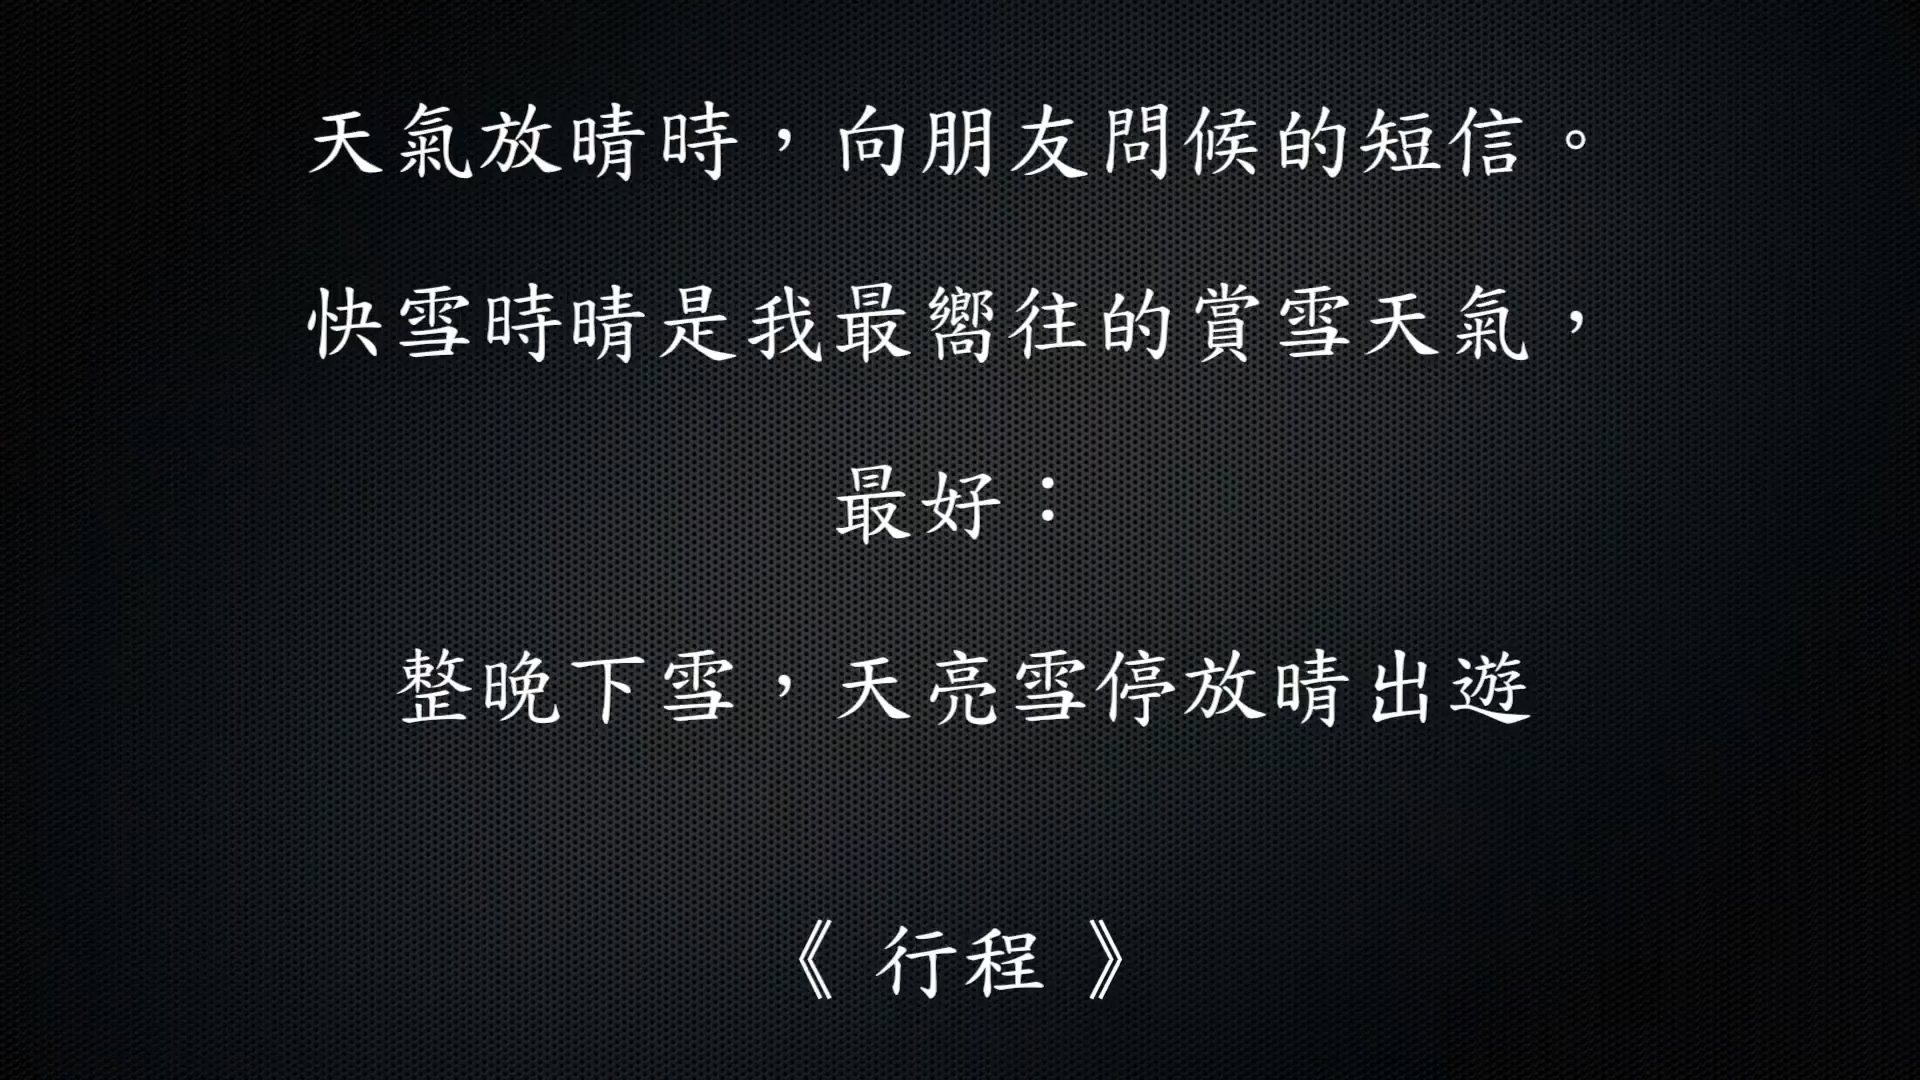 天氣放晴時，向朋友問候的短信。
快雪時晴是我最嚮往的賞雪天氣，
最好：
整晚下雪，天亮雪停放晴出遊
《 行程 》